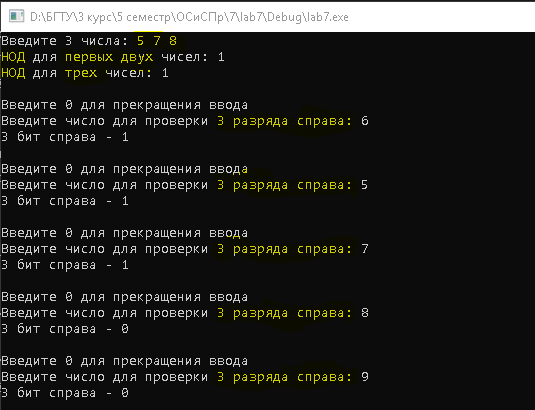 D:\БГТУ\3 курс\5 семестр\ОСиСПр\7\lab7\Debug\lab7.exe
Введите 3 числа: 5 7 8
НОД для первых двух чисел: 1
НОД для трех чисел: 1
Введите 0 для прекращения ввода
Введите число для проверки 3 разряда справа: 6
3 бит справа - 1
Введите 0 для прекращения ввода
Введите число для проверки 3 разряда справа: 5
3 бит справа - 1
Введите 0 для прекращения ввода
Введите число для проверки 3 разряда справа: 7
3 бит справа - 1
Введите 0 для прекращения ввода
Введите число для проверки 3 разряда справа: 8
3 бит справа - 0
Введите 0 для прекращения ввода
Введите число для проверки 3 разряда справа: 9
3 бит справа - 0